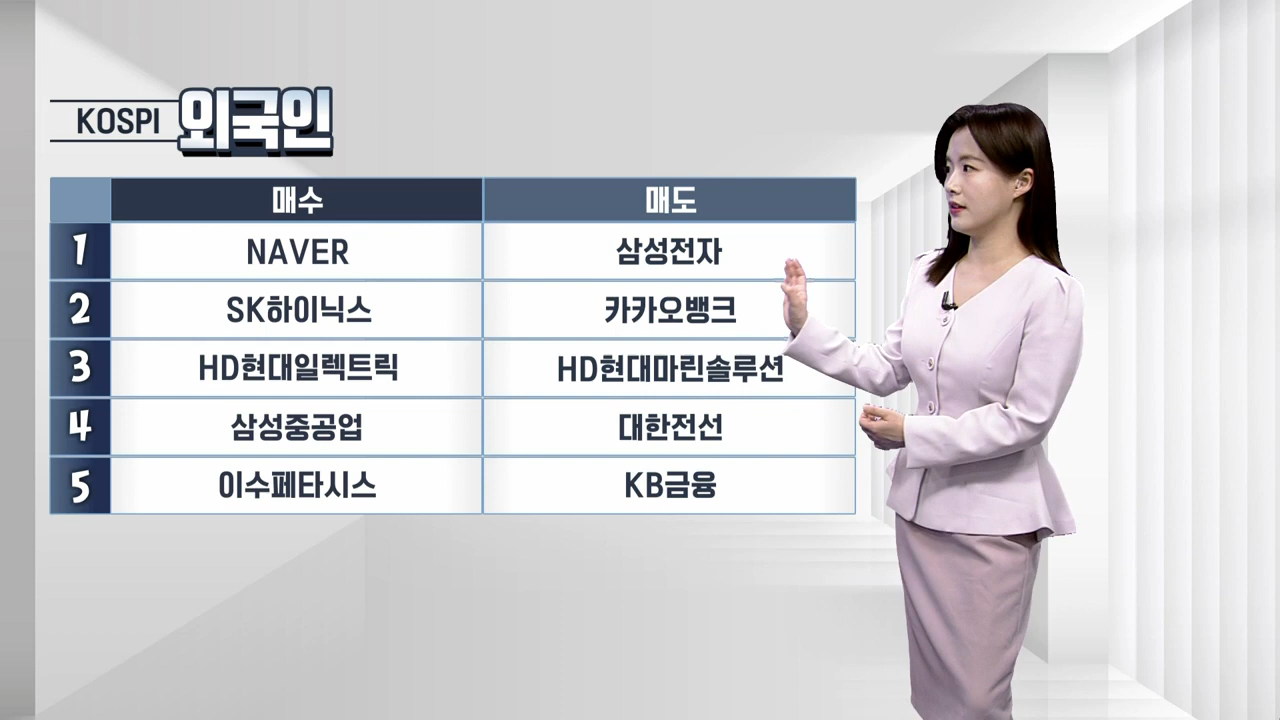 KOSPI 외국인
매수 매도
1 NAVER 삼성전자
2 SK하이닉스 카카오뱅크
3 HD현대일렉트릭 HD현대마린솔루션
4 삼성중공업 대한전선
5 이수페타시스 KB금융